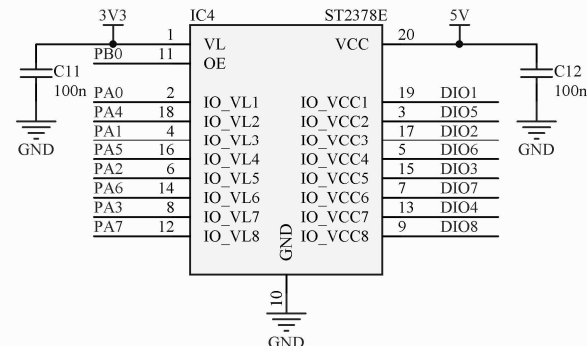 3V3 IC4 ST2378E 5V
1 VL VCC 20
C11 PB0 11 OE C12
100n 100n
PA0 2 IO_VL1 IO_VCC1 19 DIO1
PA4 18 IO_VL2 IO_VCC2 3 DIO5
PA1 4 IO_VL3 IO_VCC3 17 DIO2
GND GND
PA5 16 IO_VL4 IO_VCC4 5 DIO6
PA2 6 IO_VL5 IO_VCC5 15 DIO3
PA6 14 IO_VL6 IO_VCC6 7 DIO7
PA3 8 IO_VL7 IO_VCC7 13 DIO4
PA7 12 IO_VL8 IO_VCC8 9 DIO8
GND
10
GND